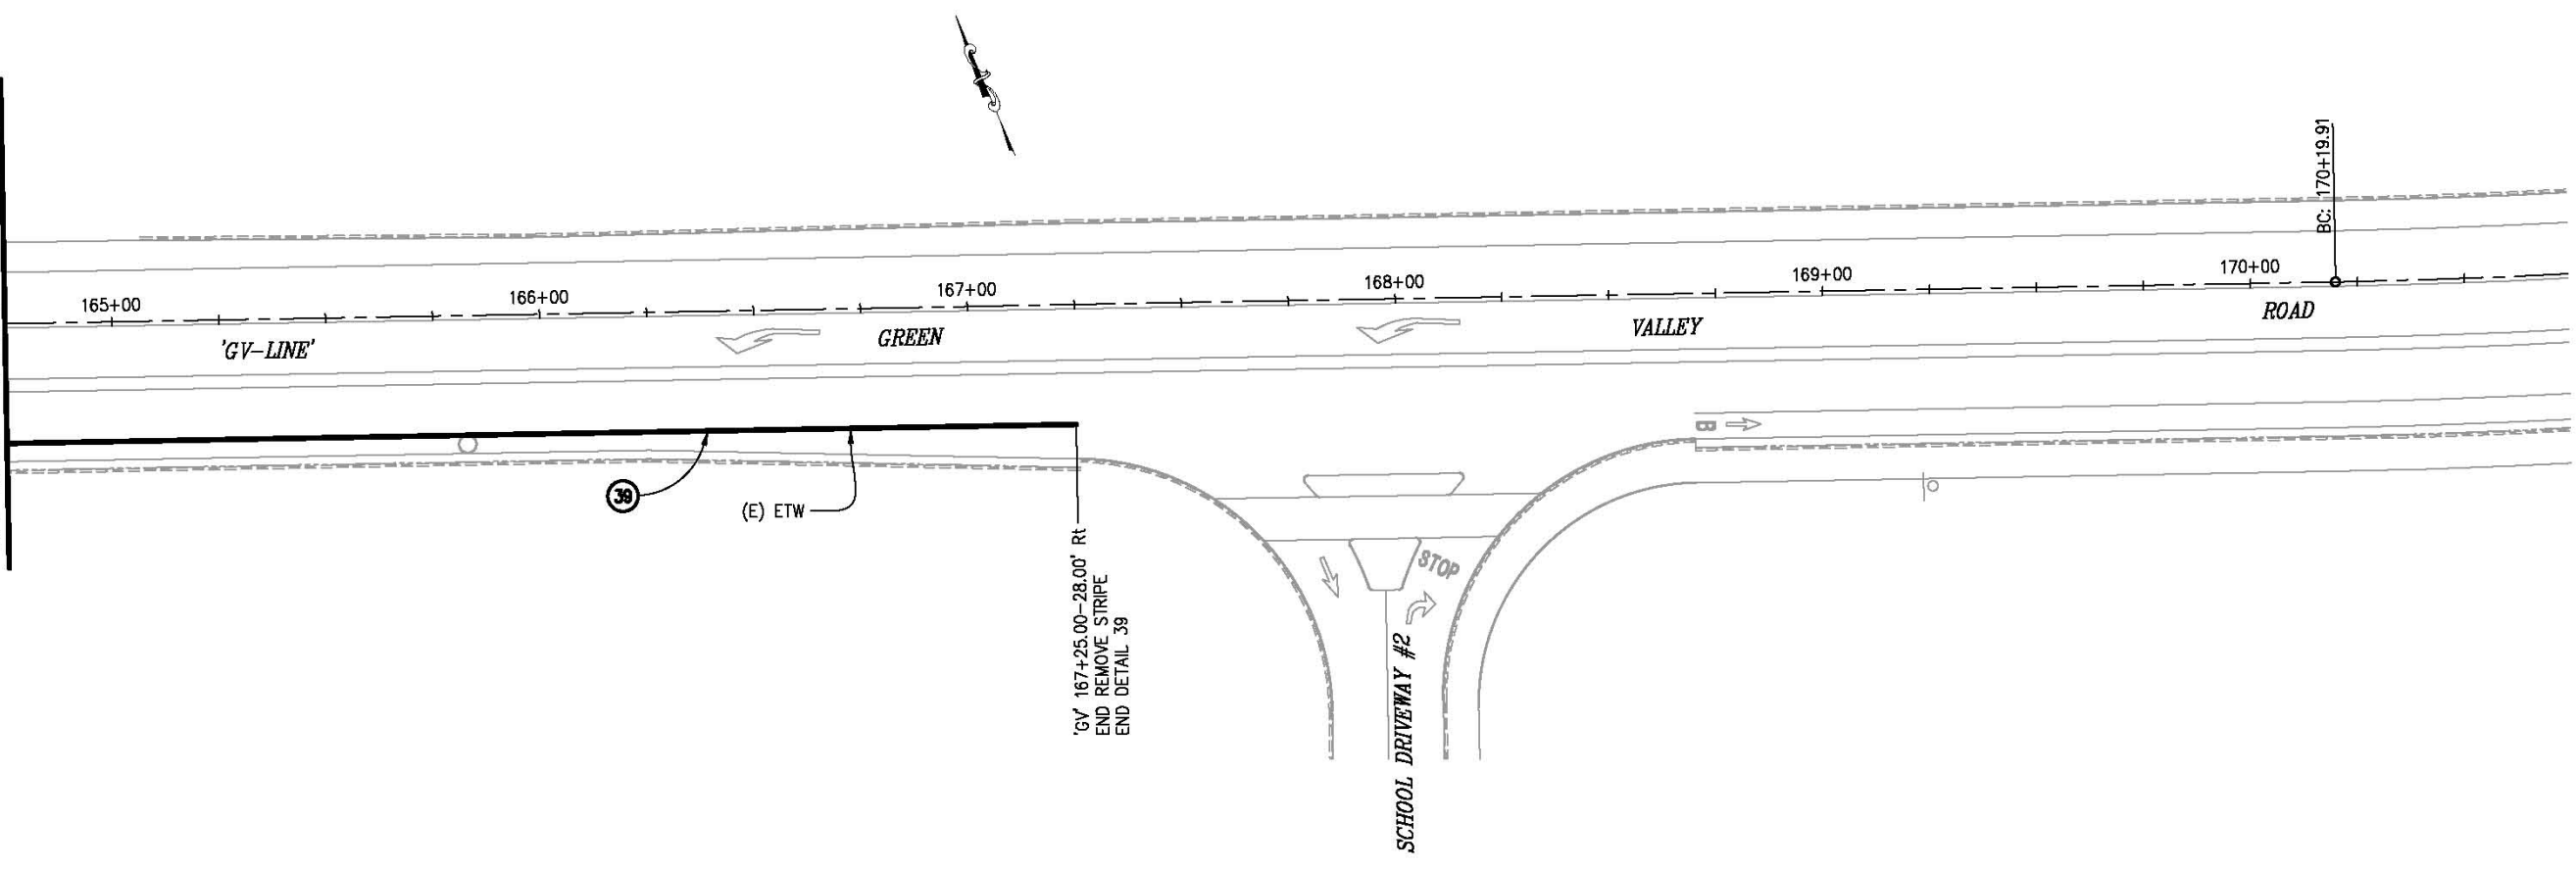 BC: 170+19.91
165+00
166+00
167+00
168+00
169+00
170+00
'GV-LINE'
GREEN
VALLEY
ROAD
B
39
(E) ETW
'GV' 167+25.00-28.00' Rt
END REMOVE STRIPE
END DETAIL 39
STOP
SCHOOL DRIVEWAY #2